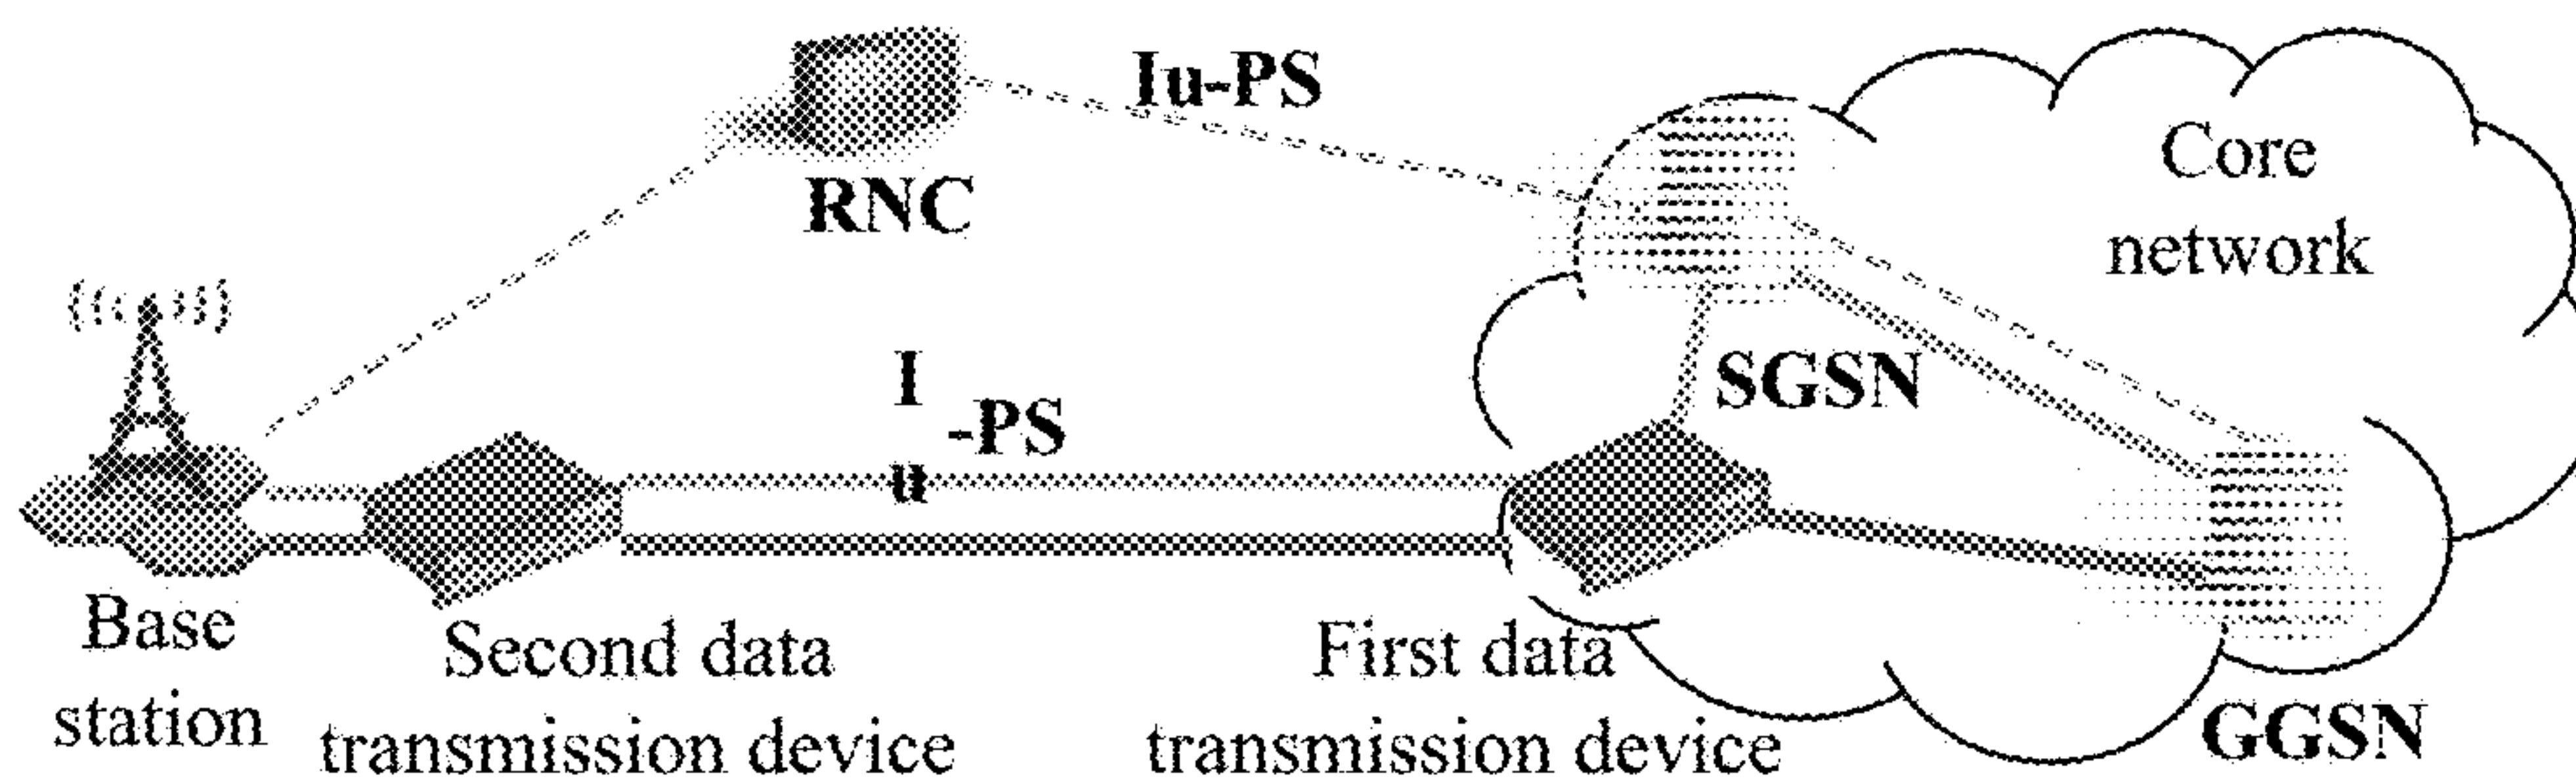 Iu-PS
RNC
Core
network
SGSN
I
-PS
u
Base
station
Second data
transmission device
First data
transmission device
GGSN